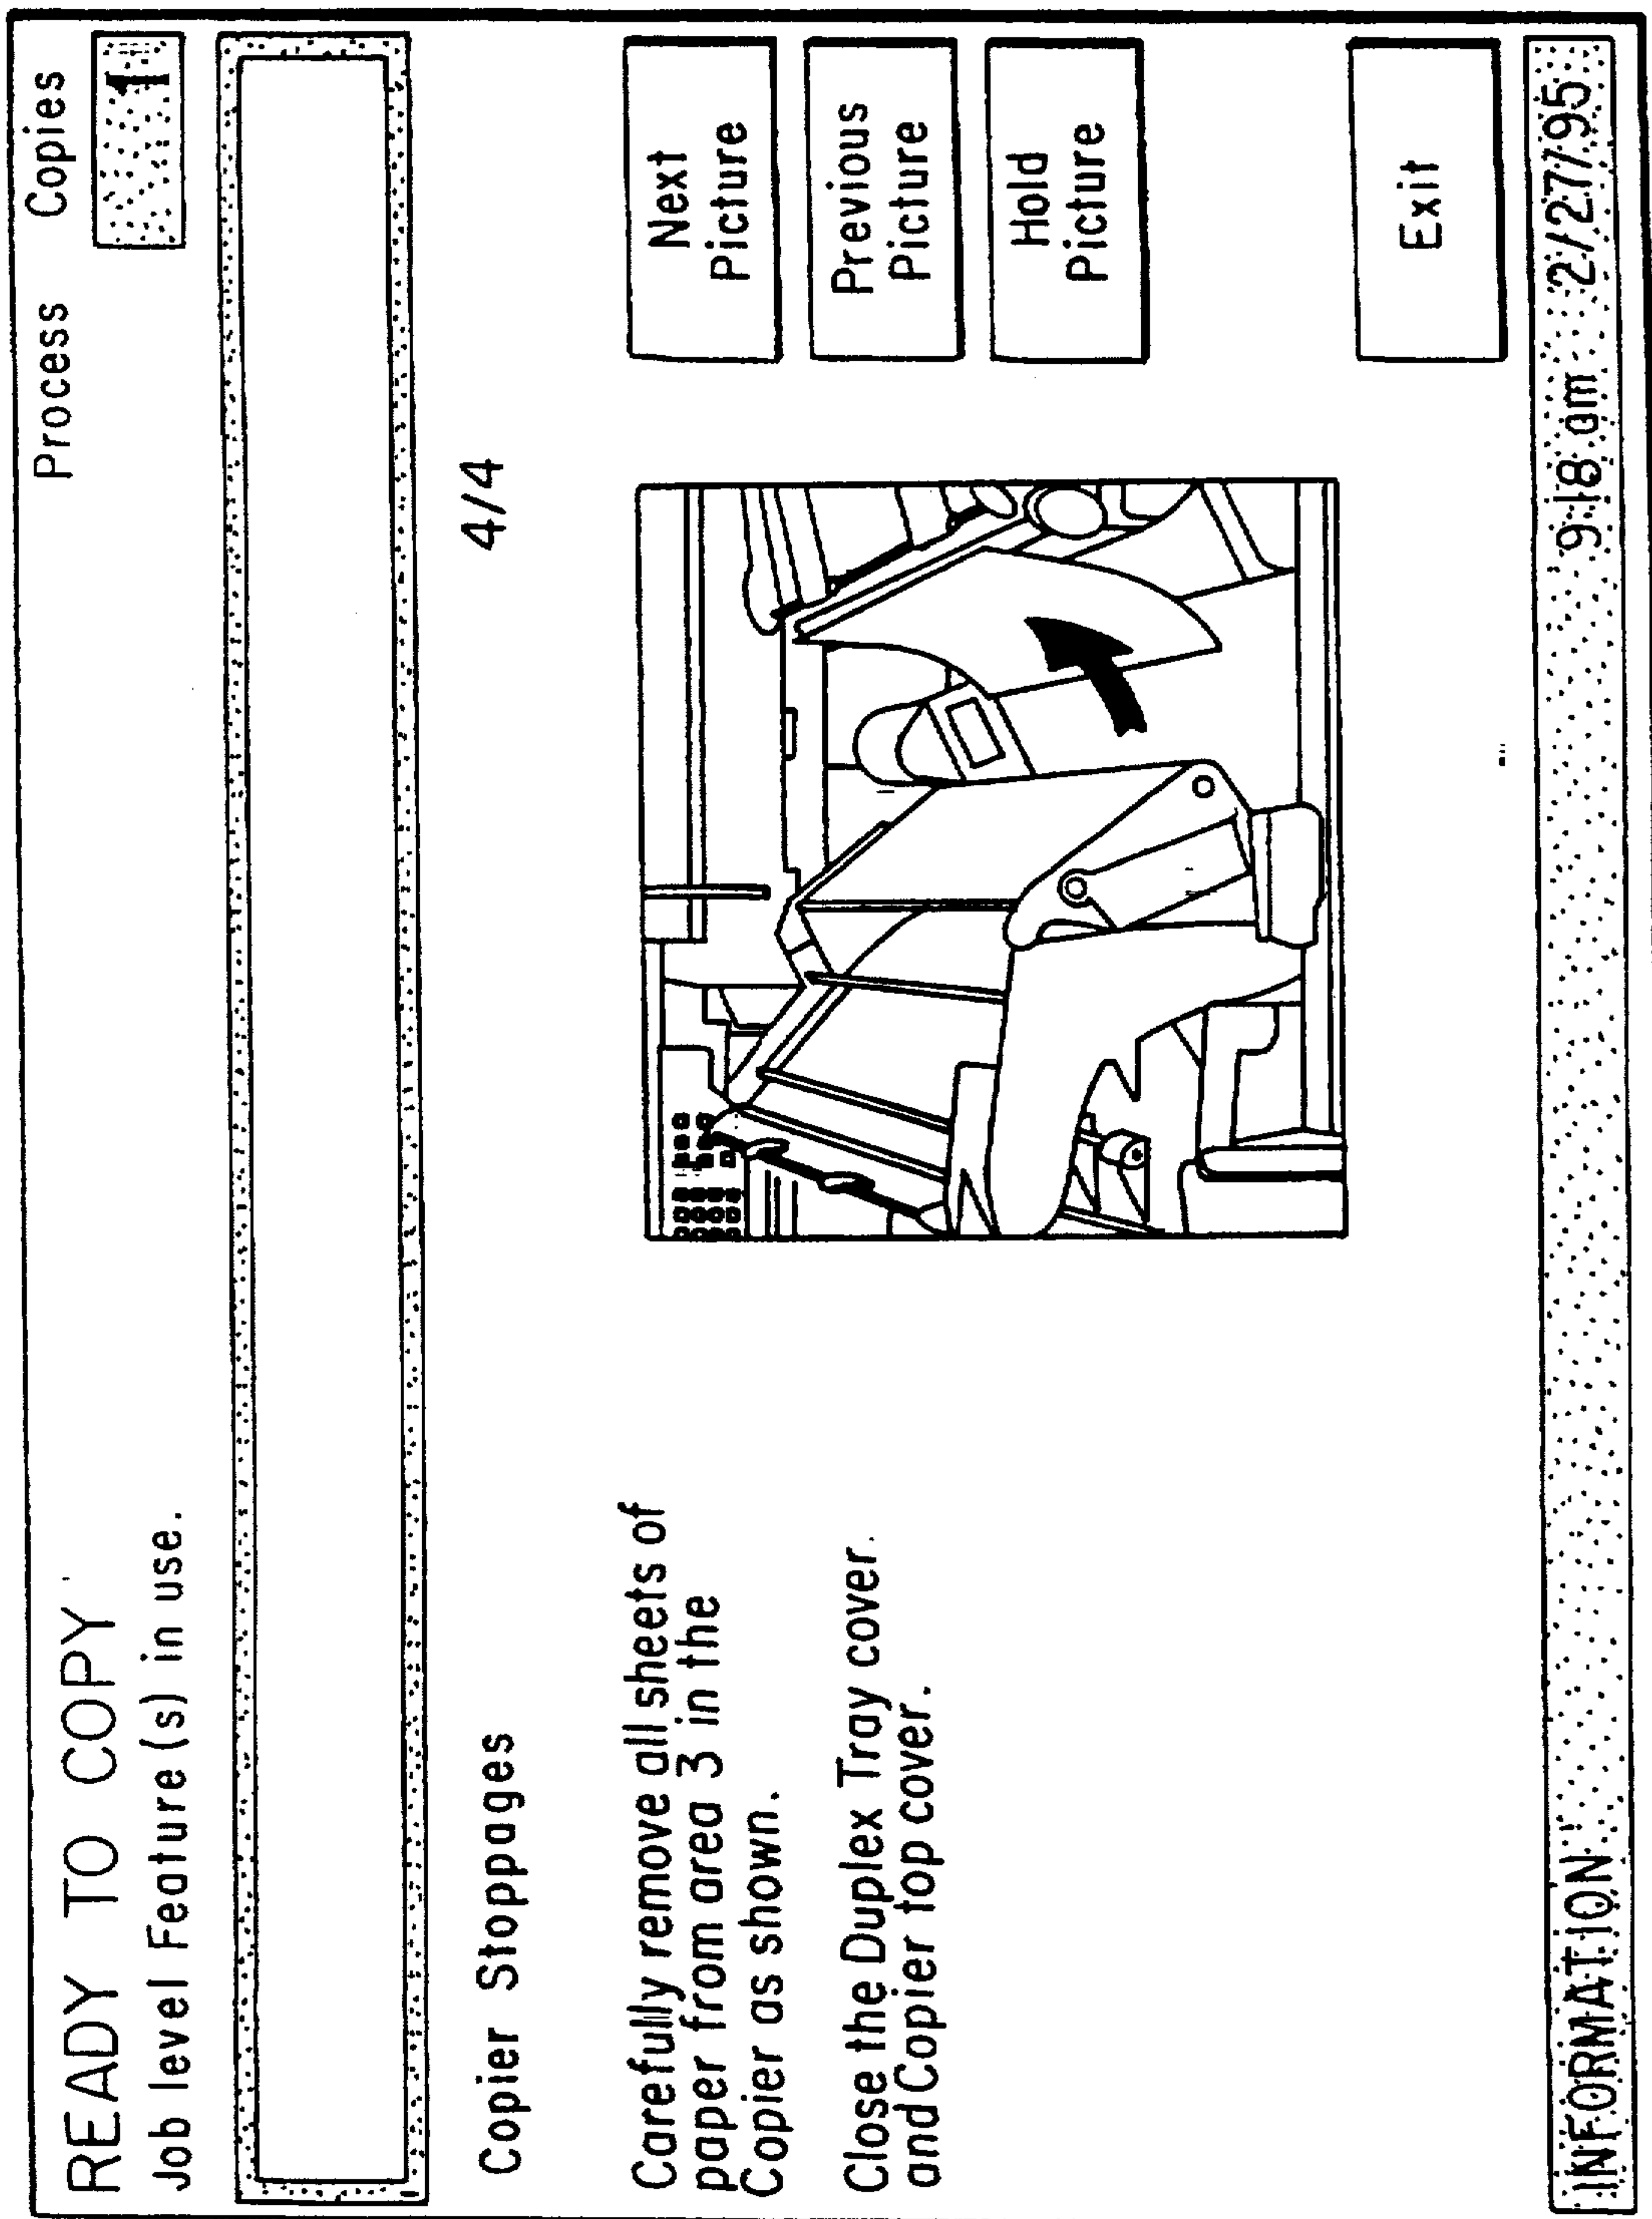 READY TO COPY
Process Copies
Job level Feature (s) in use.
1
4/4
Copier Stoppages
Carefully remove all sheets of
paper from area 3 in the
Copier as shown.
Close the Duplex Tray cover.
and Copier top cover.
Next
Picture
Previous
Picture
Hold
Picture
Exit
INFORMATION 9:18 am 2/27/95